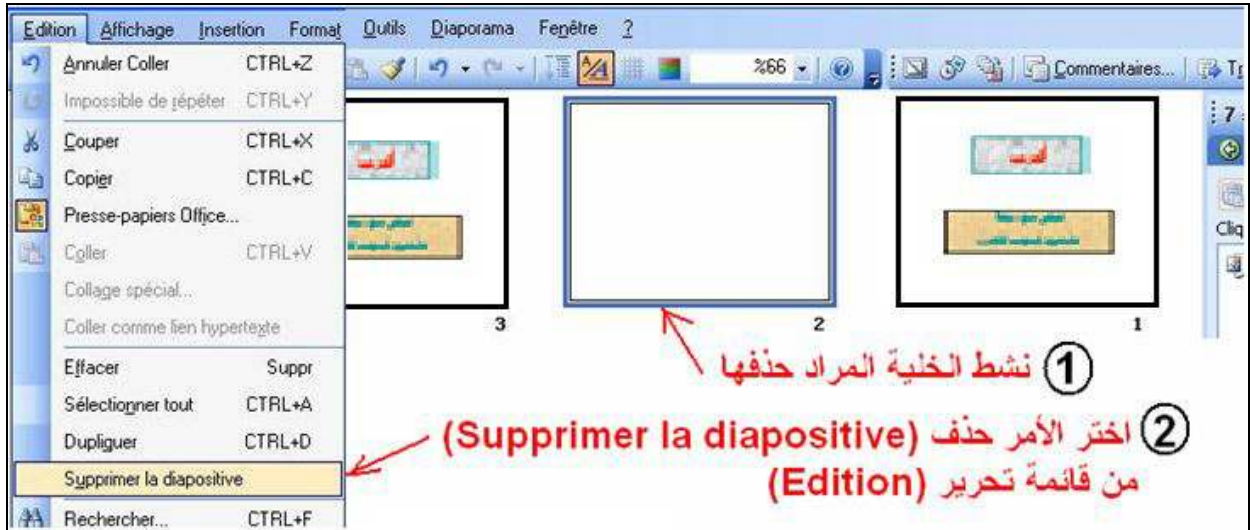 Edition Affichage Insertion Format Outils Diaporama Fenêtre ?
Annuler Coller CTRL+Z
Impossible de répéter CTRL+Y
Couper CTRL+X
Copier CTRL+C
Presse-papiers Office...
Coller CTRL+V
Collage spécial...
Coller comme lien hypertexte
Effacer Suppr
Sélectionner tout CTRL+A
Dupliquer CTRL+D
Supprimer la diapositive
Rechercher... CTRL+F
%66
Commentaires...
7
1
2
3
① نشط الخلية المراد حذفها
② اختر الأمر حذف (Supprimer la diapositive)
من قائمة تحرير (Edition)